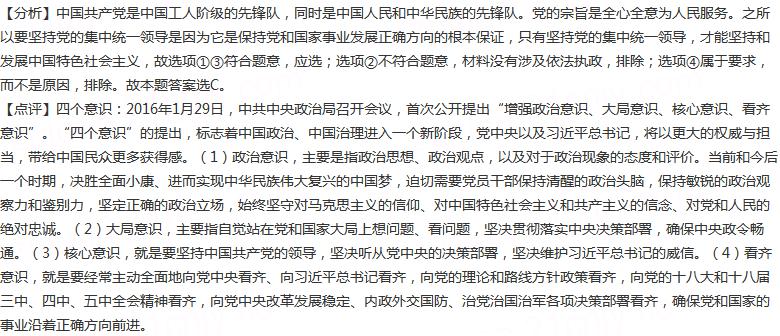 【分析】中国共产党是中国工人阶级的先锋队，同时是中国人民和中华民族的先锋队。党的宗旨是全心全意为人民服务。之所
以要坚持党的集中统一领导是因为它是保持党和国家事业发展正确方向的根本保证，只有坚持党的集中统一领导，才能坚持和
发展中国特色社会主义，故选项①③符合题意，应选；选项②不符合题意，材料没有涉及依法执政，排除；选项④属于要求，
而不是原因，排除。故本题答案选C。
【点评】四个意识：2016年1月29日，中共中央政治局召开会议，首次公开提出“增强政治意识、大局意识、核心意识、看齐
意识”。“四个意识”的提出，标志着中国政治、中国治理进入一个新阶段，党中央以及习近平总书记，将以更大的权威与担
当，带给中国民众更多获得感。（1）政治意识，主要是指政治思想、政治观点，以及对于政治现象的态度和评价。当前和今后
一个时期，决胜全面小康、进而实现中华民族伟大复兴的中国梦，迫切需要党员干部保持清醒的政治头脑，保持敏锐的政治观
察力和鉴别力，坚定正确的政治立场，始终坚守对马克思主义的信仰、对中国特色社会主义和共产主义的信念、对党和人民的
绝对忠诚。（2）大局意识，主要指自觉站在党和国家大局上想问题、看问题，坚决贯彻落实中央决策部署，确保中央政令畅
通。（3）核心意识，就是要坚持中国共产党的领导，坚决听从党中央的决策部署，坚决维护习近平总书记的威信。（4）看齐
意识，就是要经常主动全面地向党中央看齐、向习近平总书记看齐，向党的理论和路线方针政策看齐，向党的十八大和十八届
三中、四中、五中全会精神看齐，向党中央改革发展稳定、内政外交国防、治党治国治军各项决策部署看齐，确保党和国家的
事业沿着正确方向前进。